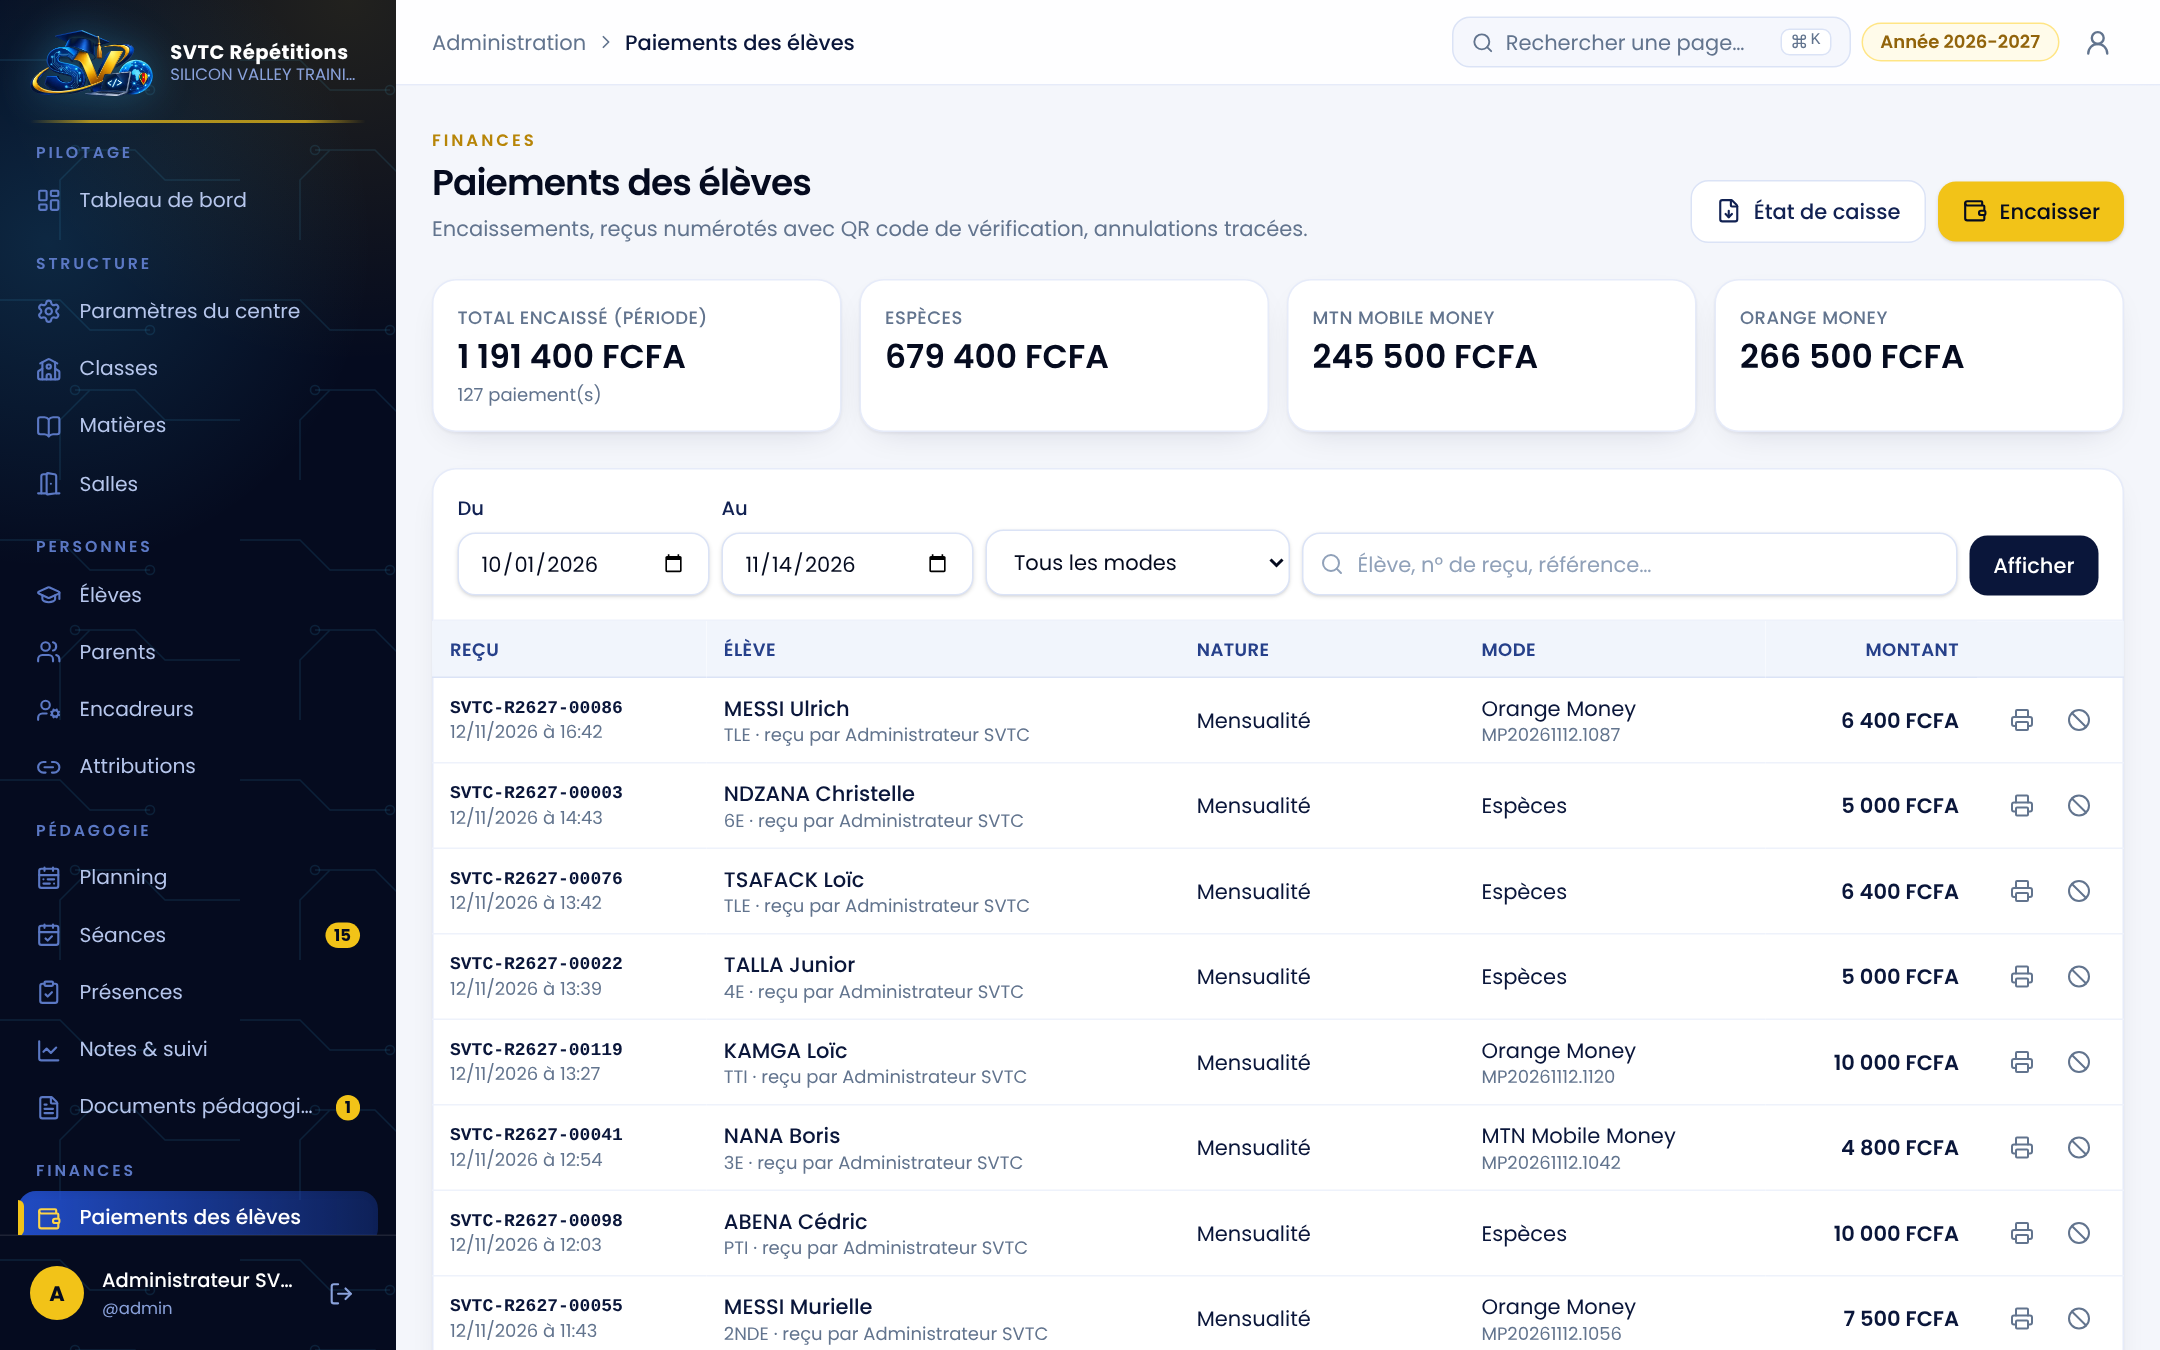 SVTC Répétitions
SILICON VALLEY TRAINI...
PILOTAGE
Tableau de bord
STRUCTURE
Paramètres du centre
Classes
Matières
Salles
PERSONNES
Élèves
Parents
Encadreurs
Attributions
PÉDAGOGIE
Planning
Séances 15
Présences
Notes & suivi
Documents pédagogi... 1
FINANCES
Paiements des élèves
A
Administrateur SV...
@admin
Administration > Paiements des élèves
Rechercher une page... ⌘ K
Année 2026-2027
FINANCES
Paiements des élèves
Encaissements, reçus numérotés avec QR code de vérification, annulations tracées.
État de caisse
Encaisser
TOTAL ENCAISSÉ (PÉRIODE)
1 191 400 FCFA
127 paiement(s)
ESPÈCES
679 400 FCFA
MTN MOBILE MONEY
245 500 FCFA
ORANGE MONEY
266 500 FCFA
Du
10/01/2026
Au
11/14/2026
Tous les modes
Élève, n° de reçu, référence...
Afficher
REÇU ÉLÈVE NATURE MODE MONTANT
SVTC-R2627-00086 MESSI Ulrich Mensualité Orange Money 6 400 FCFA
12/11/2026 à 16:42 TLE · reçu par Administrateur SVTC MP20261112.1087
SVTC-R2627-00003 NDZANA Christelle Mensualité Espèces 5 000 FCFA
12/11/2026 à 14:43 6E · reçu par Administrateur SVTC
SVTC-R2627-00076 TSAFACK Loïc Mensualité Espèces 6 400 FCFA
12/11/2026 à 13:42 TLE · reçu par Administrateur SVTC
SVTC-R2627-00022 TALLA Junior Mensualité Espèces 5 000 FCFA
12/11/2026 à 13:39 4E · reçu par Administrateur SVTC
SVTC-R2627-00119 KAMGA Loïc Mensualité Orange Money 10 000 FCFA
12/11/2026 à 13:27 TTI · reçu par Administrateur SVTC MP20261112.1120
SVTC-R2627-00041 NANA Boris Mensualité MTN Mobile Money 4 800 FCFA
12/11/2026 à 12:54 3E · reçu par Administrateur SVTC MP20261112.1042
SVTC-R2627-00098 ABENA Cédric Mensualité Espèces 10 000 FCFA
12/11/2026 à 12:03 PTI · reçu par Administrateur SVTC
SVTC-R2627-00055 MESSI Murielle Mensualité Orange Money 7 500 FCFA
12/11/2026 à 11:43 2NDE · reçu par Administrateur SVTC MP20261112.1056